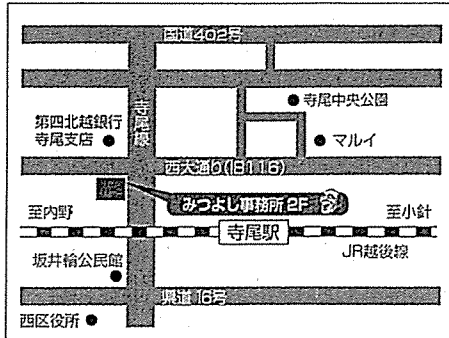 国道402号
寺尾線
寺尾中央公園
第四北越銀行
寺尾支店
マルイ
西大通り(旧116)
みつよし事務所 2F
至内野
至小針
寺尾駅
JR越後線
坂井輪公民館
県道16号
西区役所